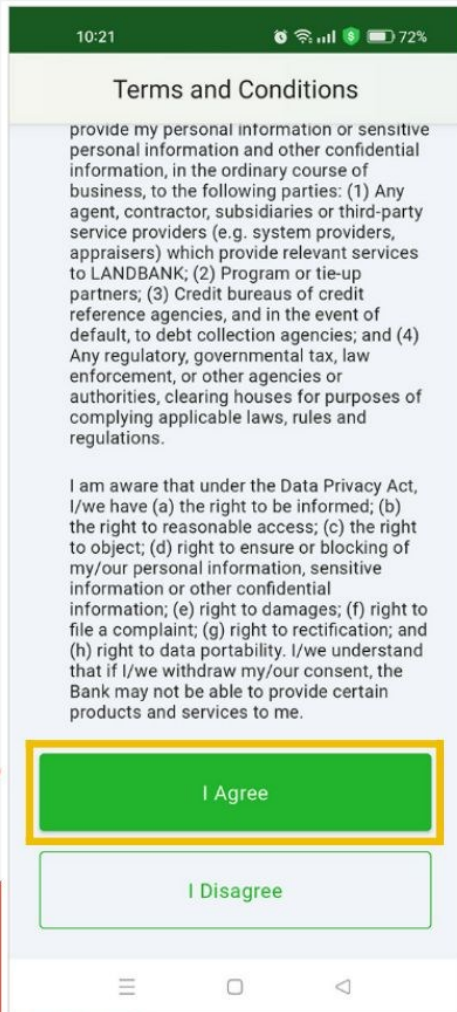 10:21 72%
Terms and Conditions
provide my personal information or sensitive
personal information and other confidential
information, in the ordinary course of
business, to the following parties: (1) Any
agent, contractor, subsidiaries or third-party
service providers (e.g. system providers,
appraisers) which provide relevant services
to LANDBANK; (2) Program or tie-up
partners; (3) Credit bureaus of credit
reference agencies, and in the event of
default, to debt collection agencies; and (4)
Any regulatory, governmental tax, law
enforcement, or other agencies or
authorities, clearing houses for purposes of
complying applicable laws, rules and
regulations.
I am aware that under the Data Privacy Act,
I/we have (a) the right to be informed; (b)
the right to reasonable access; (c) the right
to object; (d) right to ensure or blocking of
my/our personal information, sensitive
information or other confidential
information; (e) right to damages; (f) right to
file a complaint; (g) right to rectification; and
(h) right to data portability. I/we understand
that if I/we withdraw my/our consent, the
Bank may not be able to provide certain
products and services to me.
I Agree
I Disagree